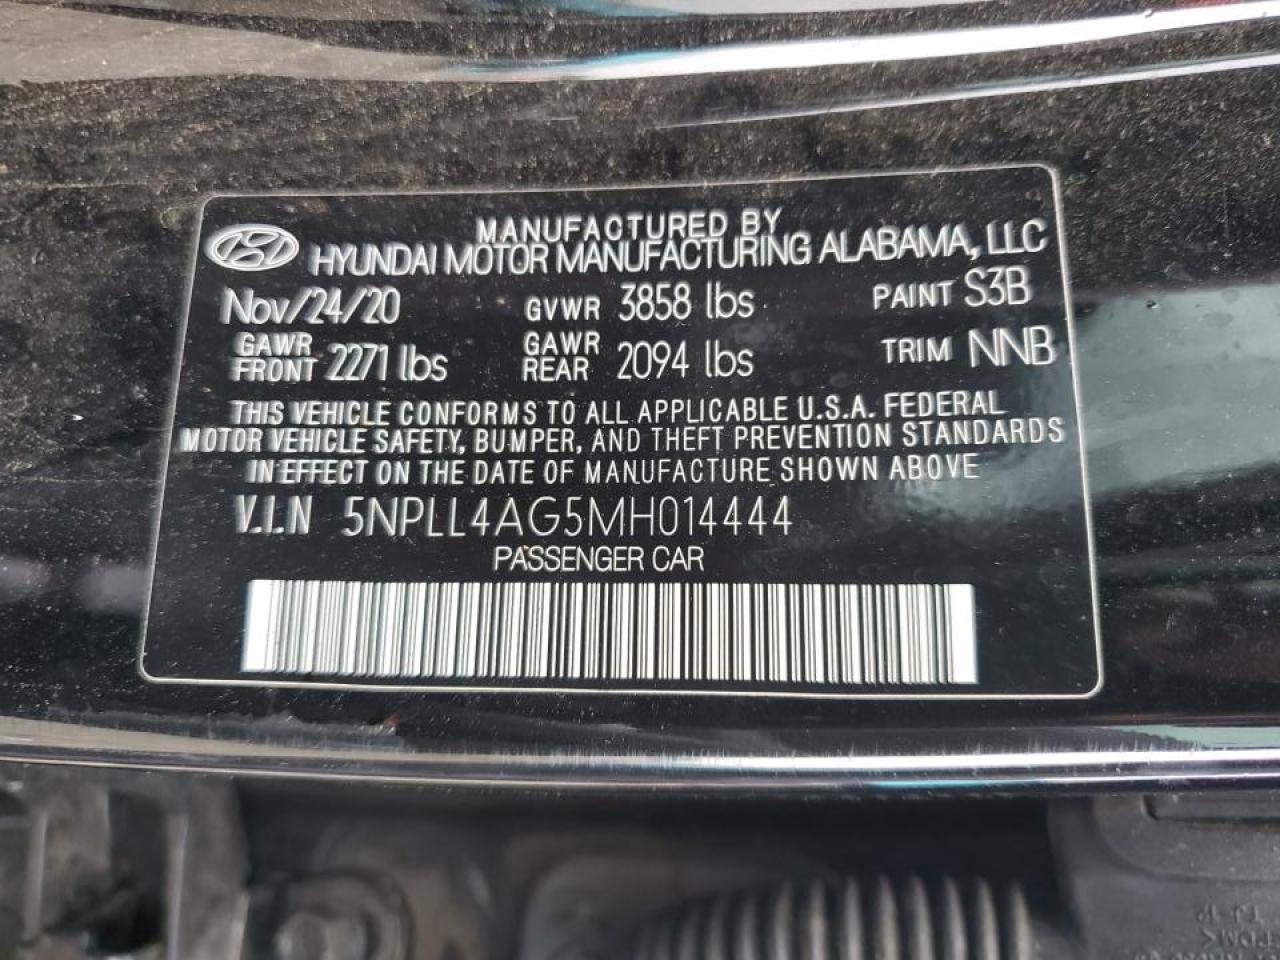 MANUFACTURED BY
HYUNDAI MOTOR MANUFACTURING ALABAMA, LLC
Nov/24/20 GVWR 3858 lbs PAINT S3B
GAWR FRONT 2271 lbs GAWR REAR 2094 lbs TRIM NNB
THIS VEHICLE CONFORMS TO ALL APPLICABLE U.S.A. FEDERAL
MOTOR VEHICLE SAFETY, BUMPER, AND THEFT PREVENTION STANDARDS
IN EFFECT ON THE DATE OF MANUFACTURE SHOWN ABOVE
V.I.N 5NPLL4AG5MH014444
PASSENGER CAR